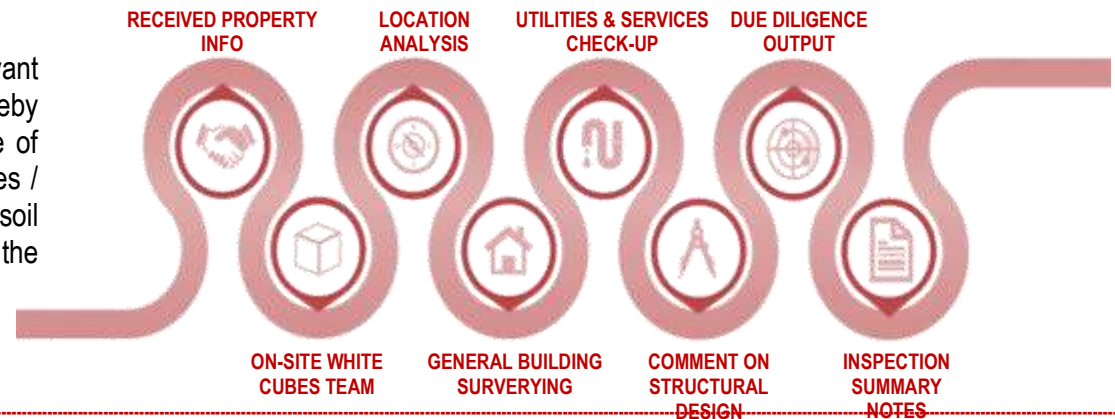 vant
eby
e of
es /
soil
the
RECEIVED PROPERTY
INFO
LOCATION
ANALYSIS
UTILITIES & SERVICES
CHECK-UP
DUE DILIGENCE
OUTPUT
ON-SITE WHITE
CUBES TEAM
GENERAL BUILDING
SURVERYING
COMMENT ON
STRUCTURAL
DESIGN
INSPECTION
SUMMARY
NOTES